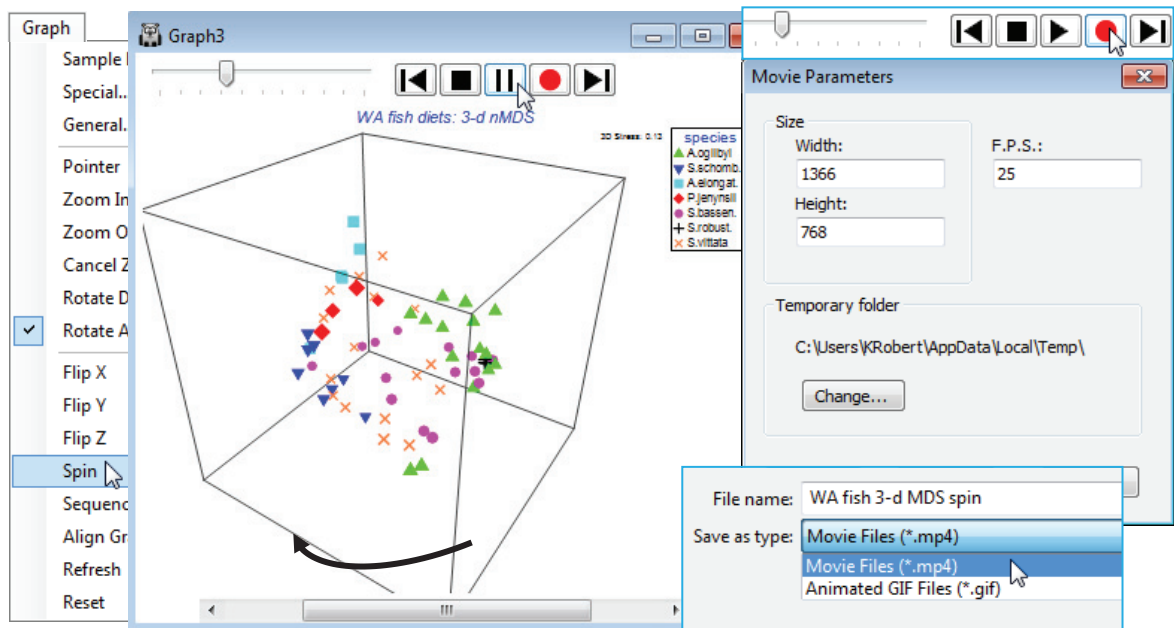 Graph
Sample
Special..
General.
Pointer
Zoom In
Zoom O
Cancel Z
Rotate D
Rotate A
Flip X
Flip Y
Flip Z
Spin
Sequenc
Align Gr
Refresh
Reset
Graph3
WA fish diets: 3-d nMDS
3D Stress: 0.12
species
A.ogilbyi
S.schomb.
A.elongat.
P.jenynsii
S.bassen.
S.robust.
S.vittata
Movie Parameters
Size
Width:
1366
Height:
768
F.P.S.:
25
Temporary folder
C:\Users\KRobert\AppData\Local\Temp\
Change...
File name: WA fish 3-d MDS spin
Save as type: Movie Files (*.mp4)
Movie Files (*.mp4)
Animated GIF Files (*.gif)